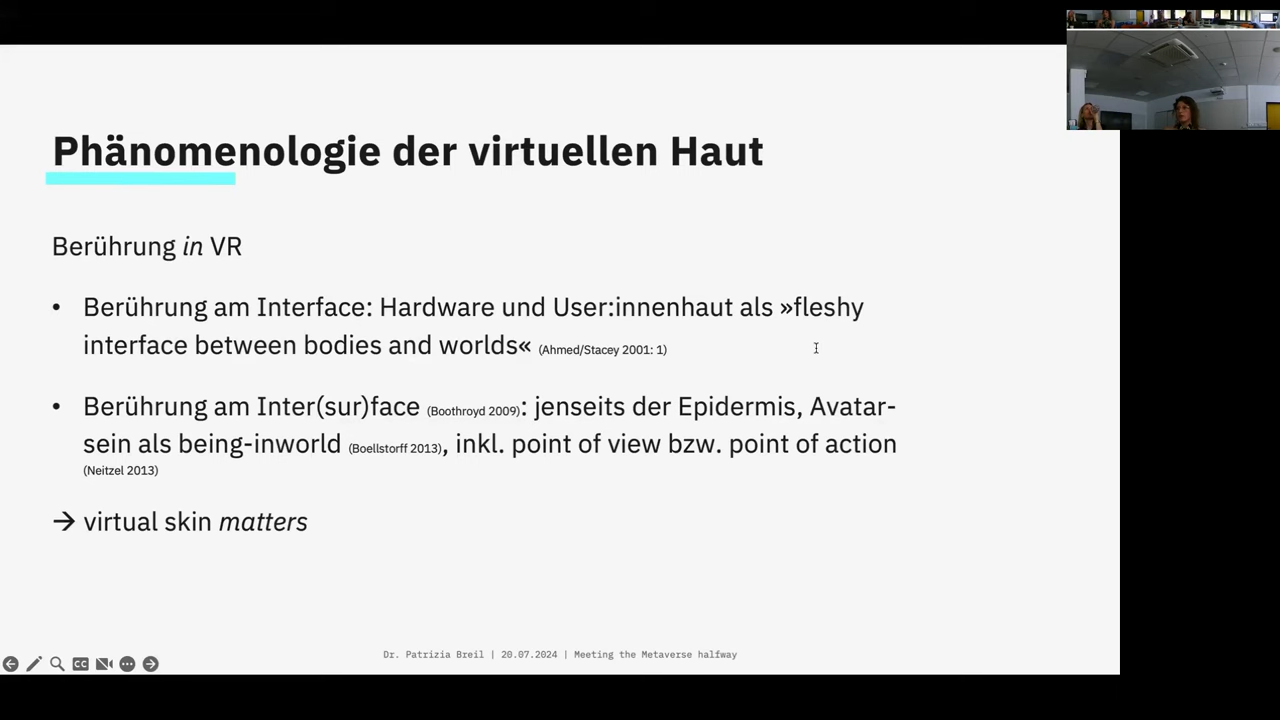 Phänomenologie der virtuellen Haut
Berührung in VR
• Berührung am Interface: Hardware und User:innenhaut als »fleshy
interface between bodies and worlds« (Ahmed/Stacey 2001: 1)
• Berührung am Inter(sur)face (Boothroyd 2009): jenseits der Epidermis, Avatar-
sein als being-inworld (Boellstorff 2013), inkl. point of view bzw. point of action
(Neitzel 2013)
→ virtual skin matters
Dr. Patrizia Breil | 20.07.2024 | Meeting the Metaverse halfway
CC